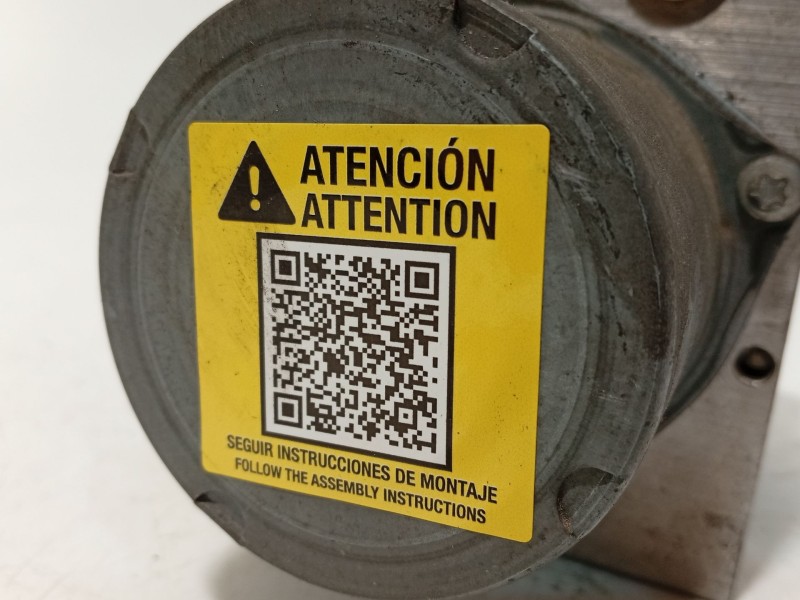 ATENCIÓN
ATTENTION
SEGUIR INSTRUCCIONES DE MONTAJE
FOLLOW THE ASSEMBLY INSTRUCTIONS